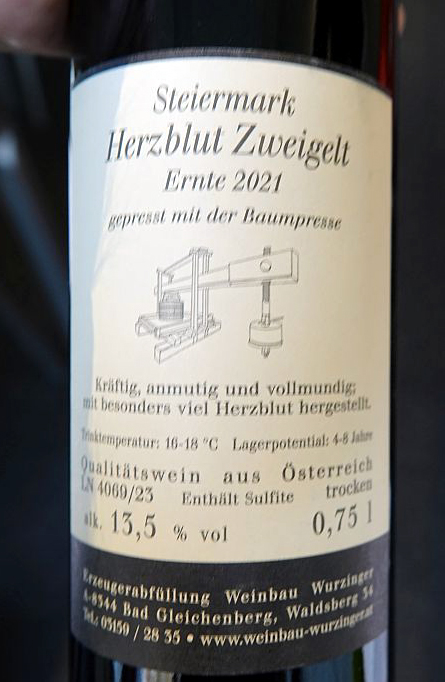 Steiermark
Herzblut Zweigelt
Ernte 2021
gepresst mit der Baumpresse
Kräftig, anmutig und vollmundig;
mit besonders viel Herzblut hergestellt.
Trinktemperatur: 16-18 °C Lagerpotential: 4-8 Jahre
Qualitätswein aus Österreich
LN 4069/23 Enthält Sulfite trocken
alk. 13,5 % vol 0,75 l
Erzeugerabfüllung Weinbau Wurzinger
A-8344 Bad Gleichenberg, Waldsberg 34
Tel.: 03159 / 28 35 • www.weinbau-wurzinger.at